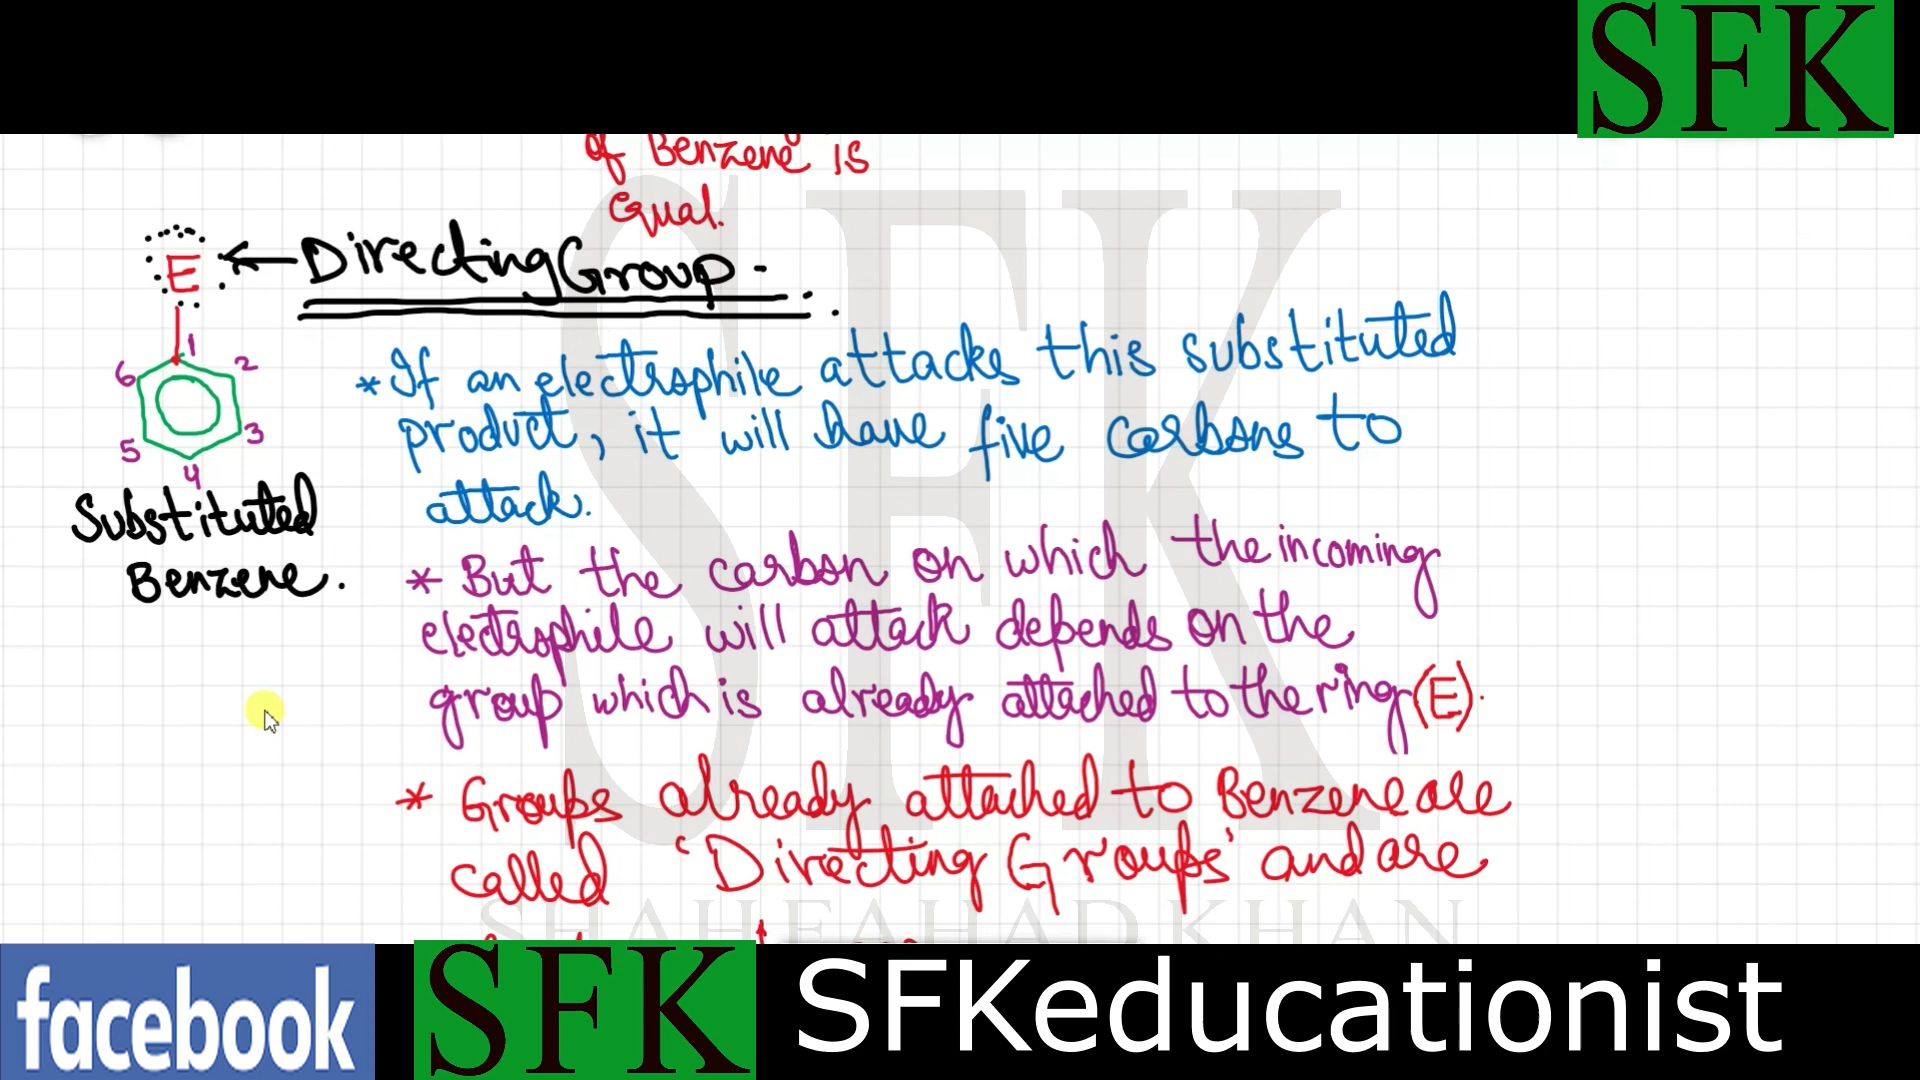 SFK
of Benzene is
Equal.
E ← Directing Group.
1
6 2
5 3
4
Substituted
Benzene.
* If an electrophile attacks this substituted
product, it will have five carbons to
attack.
* But the carbon on which the incoming
electrophile will attack depends on the
group which is already attached to the ring (E).
* Groups already attached to Benzene are
called 'Directing Groups' and are
SHAH FAHAD KHAN
facebook SFK SFKeducationist